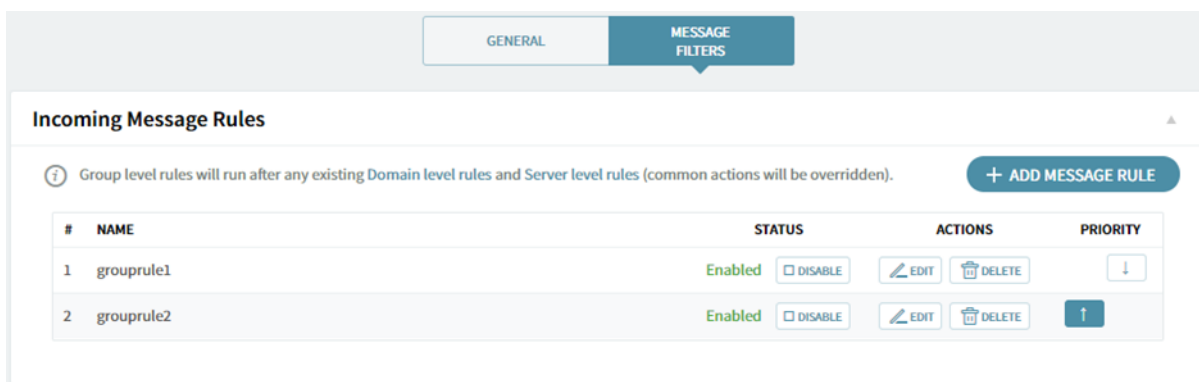 GENERAL
MESSAGE
FILTERS
Incoming Message Rules
Group level rules will run after any existing Domain level rules and Server level rules (common actions will be overridden).
+ ADD MESSAGE RULE
# NAME STATUS ACTIONS PRIORITY
1 grouprule1 Enabled DISABLE EDIT DELETE ↓
2 grouprule2 Enabled DISABLE EDIT DELETE ↑